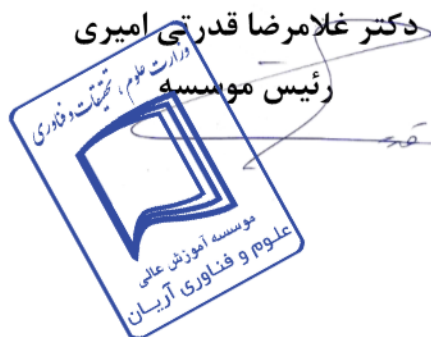 دکتر غلامرضا قدرتی امیری
رئیس موسسه
وزارت علوم، تحقیقات و فناوری
موسسه آموزش عالی
علوم و فناوری آریان